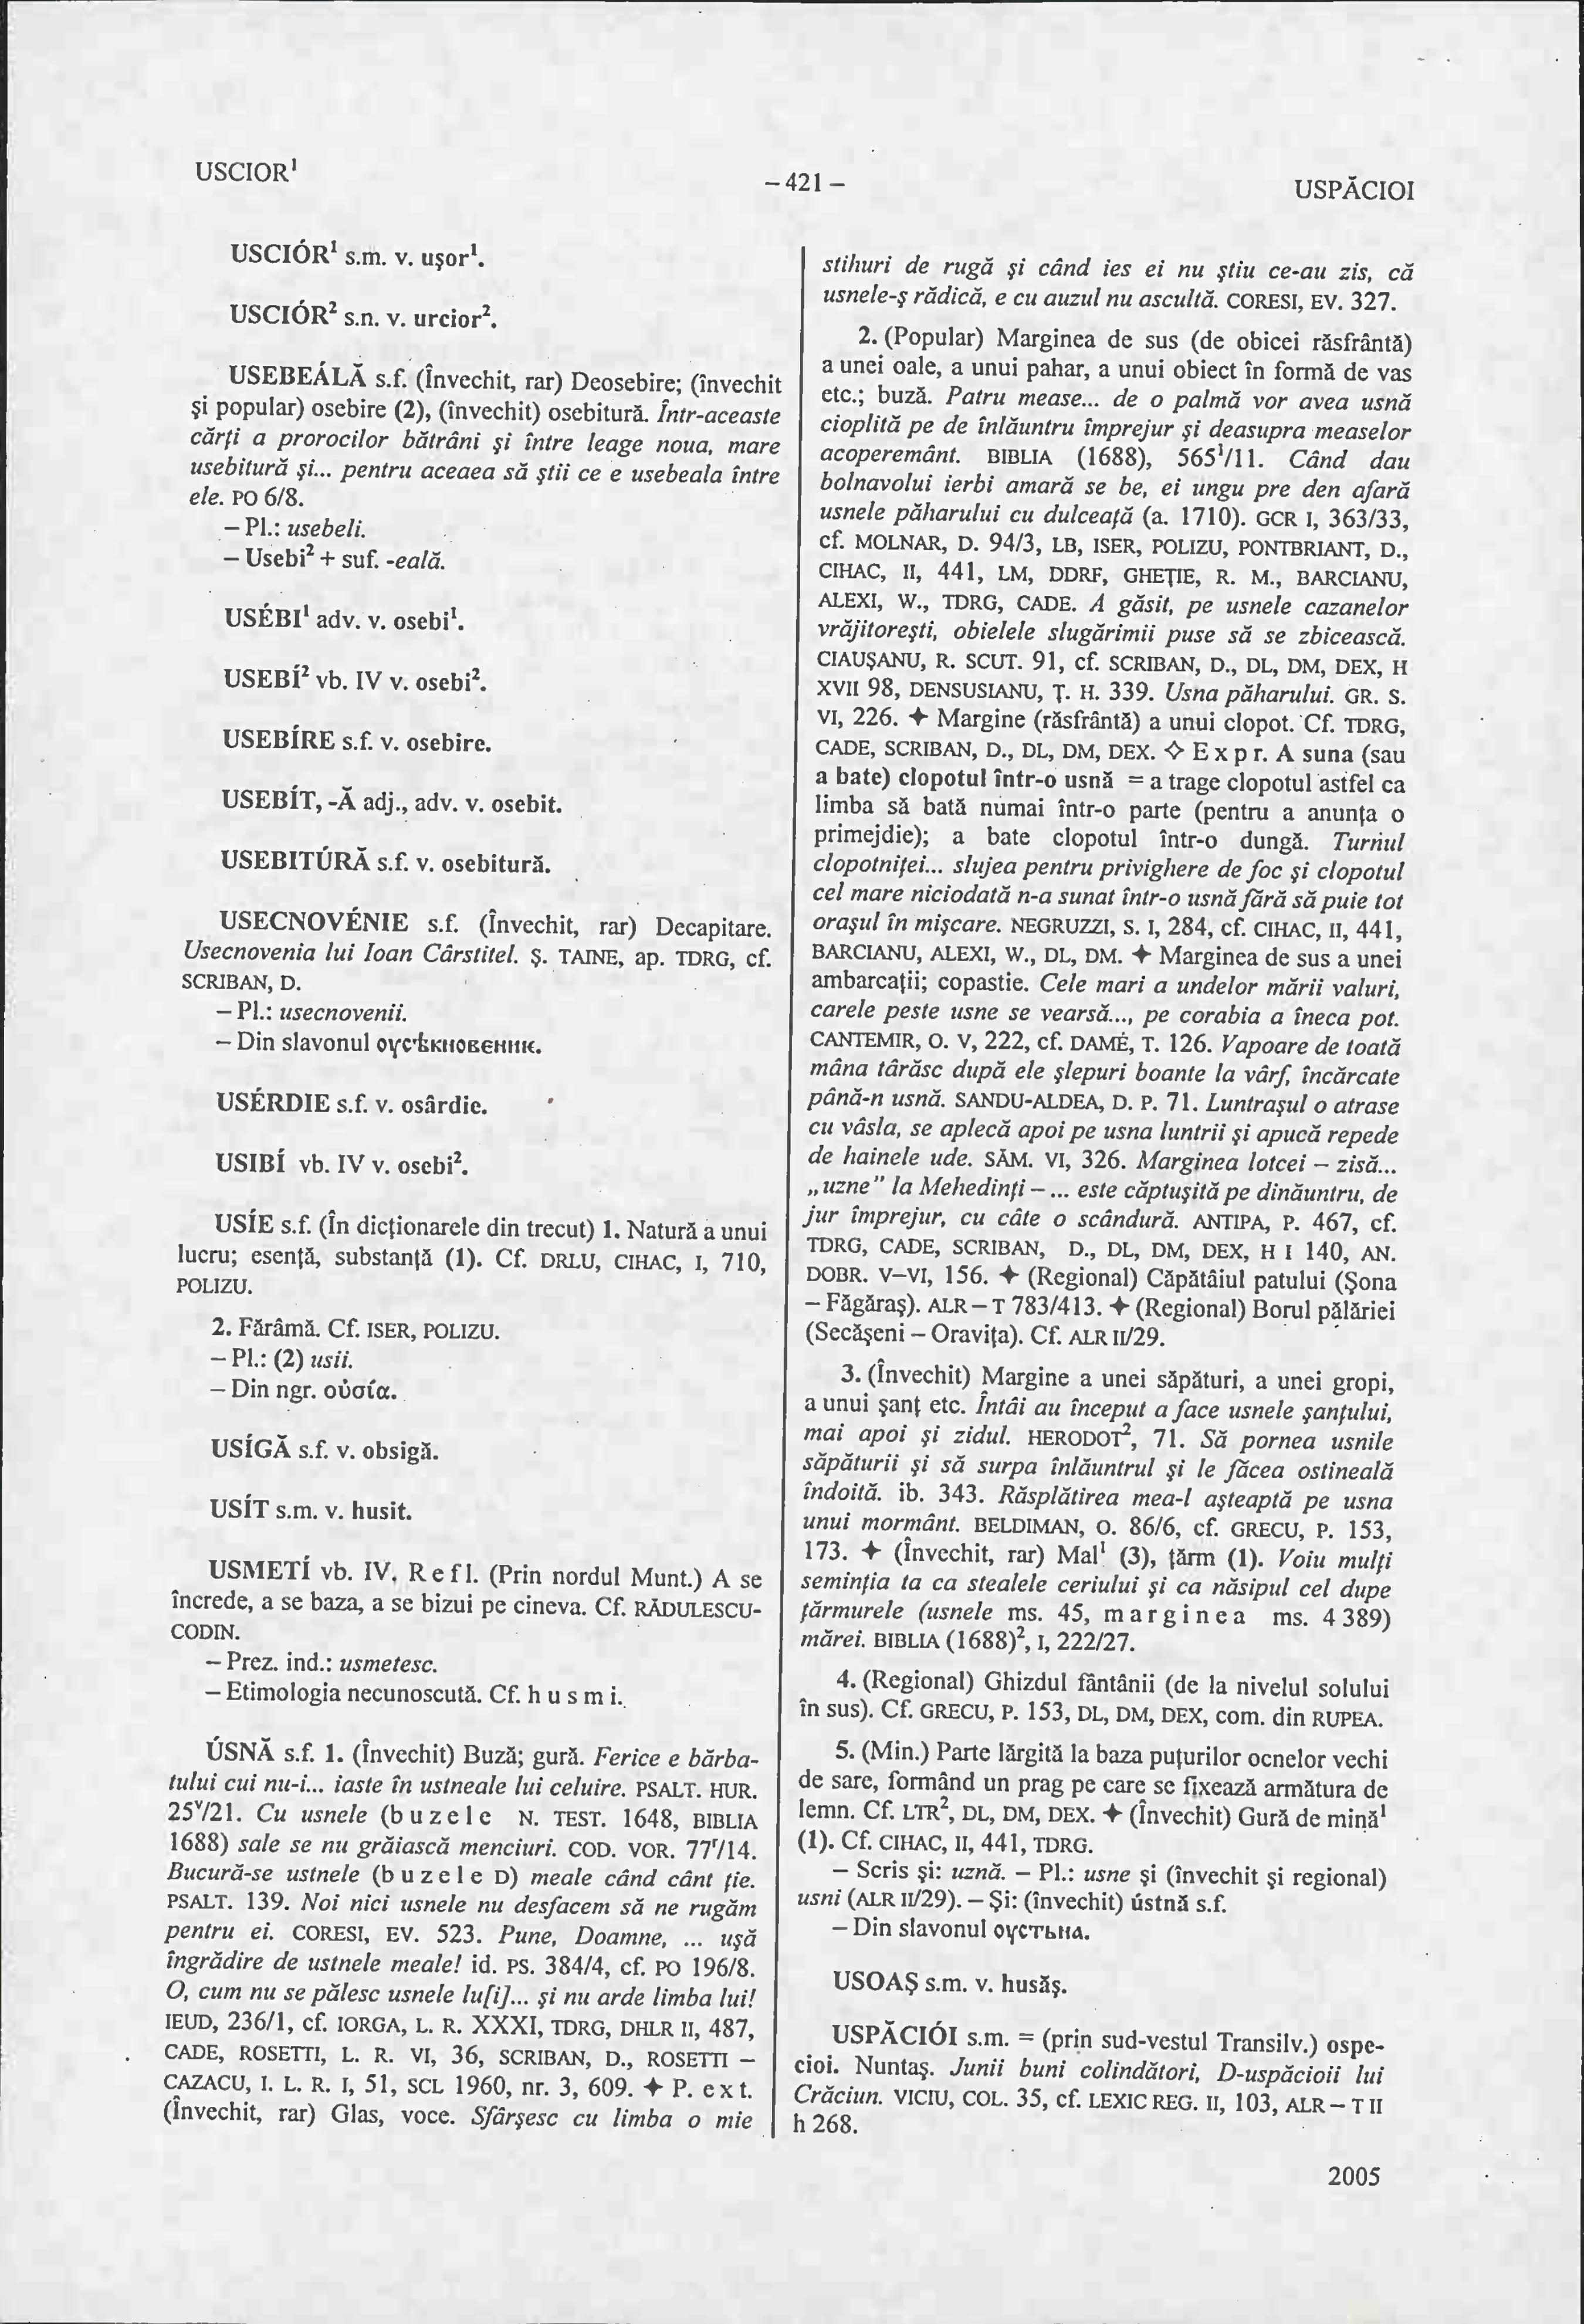 USCIOR¹
– 421 –
USPĂCIOI
USCIÓR¹ s.m. v. uşor¹.
USCIÓR² s.n. v. urcior².
USEBEÁLĂ s.f. (Învechit, rar) Deosebire; (învechit
şi popular) osebire (2), (învechit) osebitură. Într-aceaste
cărţi a prorocilor bătrâni şi între leage noua, mare
usebitură şi... pentru aceaea să ştii ce e usebeala între
ele. PO 6/8.
– Pl.: usebeli.
– Usebi² + suf. -eală.
USÉBI¹ adv. v. osebi¹.
USEBÍ² vb. IV v. osebi².
USEBÍRE s.f. v. osebire.
USEBÍT, -Ă adj., adv. v. osebit.
USEBITÚRĂ s.f. v. osebitură.
USECNOVÉNIE s.f. (Învechit, rar) Decapitare.
Usecnovenia lui Ioan Cârstitel. Ş. TAINE, ap. TDRG, cf.
SCRIBAN, D.
– Pl.: usecnovenii.
– Din slavonul оусѣкновеник.
USÉRDIE s.f. v. osârdie.
USIBÍ vb. IV v. osebi².
USÍE s.f. (În dicţionarele din trecut) 1. Natură a unui
lucru; esenţă, substanţă (1). Cf. DRLU, CIHAC, I, 710,
POLIZU.
2. Fărâmă. Cf. ISER, POLIZU.
– Pl.: (2) usii.
– Din ngr. οὐσία.
USÍGĂ s.f. v. obsigă.
USÍT s.m. v. husit.
USMETÍ vb. IV. Refl. (Prin nordul Munt.) A se
încrede, a se baza, a se bizui pe cineva. Cf. RĂDULESCU-
CODIN.
– Prez. ind.: usmetesc.
– Etimologia necunoscută. Cf. husmi.
ÚSNĂ s.f. 1. (Învechit) Buză; gură. Ferice e bărba-
tului cui nu-i... iaste în ustneale lui celuire. PSALT. HUR.
25ᵛ/21. Cu usnele (buzele N. TEST. 1648, BIBLIA
1688) sale se nu grăiască menciuri. COD. VOR. 77ʳ/14.
Bucură-se ustnele (buzele D) meale când cânt ţie.
PSALT. 139. Noi nici usnele nu desfacem să ne rugăm
pentru ei. CORESI, EV. 523. Pune, Doamne, ... uşă
îngrădire de ustnele meale! id. PS. 384/4, cf. PO 196/8.
O, cum nu se pălesc usnele lu[i]... şi nu arde limba lui!
IEUD, 236/1, cf. IORGA, L. R. XXXI, TDRG, DHLR II, 487,
CADE, ROSETTI, L. R. VI, 36, SCRIBAN, D., ROSETTI –
CAZACU, I. L. R. I, 51, SCL 1960, nr. 3, 609. ✦ P. ext.
(Învechit, rar) Glas, voce. Sfârşesc cu limba o mie
stihuri de rugă şi când ies ei nu ştiu ce-au zis, că
usnele-ş rădică, e cu auzul nu ascultă. CORESI, EV. 327.
2. (Popular) Marginea de sus (de obicei răsfrântă)
a unei oale, a unui pahar, a unui obiect în formă de vas
etc.; buză. Patru mease... de o palmă vor avea usnă
cioplită pe de înlăuntru împrejur şi deasupra measelor
acoperemânt. BIBLIA (1688), 565¹/11. Când dau
bolnavolui ierbi amară se be, ei ungu pre den afară
usnele păharului cu dulceaţă (a. 1710). GCR I, 363/33,
cf. MOLNAR, D. 94/3, LB, ISER, POLIZU, PONTBRIANT, D.,
CIHAC, II, 441, LM, DDRF, GHEŢIE, R. M., BARCIANU,
ALEXI, W., TDRG, CADE. A găsit, pe usnele cazanelor
vrăjitoreşti, obielele slugărimii puse să se zbicească.
CIAUŞANU, R. SCUT. 91, cf. SCRIBAN, D., DL, DM, DEX, H
XVII 98, DENSUSIANU, Ţ. H. 339. Usna păharului. GR. S.
VI, 226. ✦ Margine (răsfrântă) a unui clopot. Cf. TDRG,
CADE, SCRIBAN, D., DL, DM, DEX. ✧ Expr. A suna (sau
a bate) clopotul într-o usnă = a trage clopotul astfel ca
limba să bată numai într-o parte (pentru a anunţa o
primejdie); a bate clopotul într-o dungă. Turnul
clopotniţei... slujea pentru privighere de foc şi clopotul
cel mare niciodată n-a sunat într-o usnă fără să puie tot
oraşul în mişcare. NEGRUZZI, S. I, 284, cf. CIHAC, II, 441,
BARCIANU, ALEXI, W., DL, DM. ✦ Marginea de sus a unei
ambarcaţii; copastie. Cele mari a undelor mării valuri,
carele peste usne se vearsă..., pe corabia a îneca pot.
CANTEMIR, O. V, 222, cf. DAMÉ, T. 126. Vapoare de toată
mâna târăsc după ele şlepuri boante la vârf, încărcate
până-n usnă. SANDU-ALDEA, D. P. 71. Luntraşul o atrase
cu vâsla, se aplecă apoi pe usna luntrii şi apucă repede
de hainele ude. SĂM. VI, 326. Marginea lotcei – zisă...
„uzne” la Mehedinţi – ... este căptuşită pe dinăuntru, de
jur împrejur, cu câte o scândură. ANTIPA, P. 467, cf.
TDRG, CADE, SCRIBAN, D., DL, DM, DEX, H I 140, AN.
DOBR. V–VI, 156. ✦ (Regional) Căpătâiul patului (Şona
– Făgăraş). ALR – T 783/413. ✦ (Regional) Borul pălăriei
(Secăşeni – Oraviţa). Cf. ALR II/29.
3. (Învechit) Margine a unei săpături, a unei gropi,
a unui şanţ etc. Întâi au început a face usnele şanţului,
mai apoi şi zidul. HERODOT², 71. Să pornea usnile
săpăturii şi să surpa înlăuntrul şi le făcea ostineală
îndoită. ib. 343. Răsplătirea mea-l aşteaptă pe usna
unui mormânt. BELDIMAN, O. 86/6, cf. GRECU, P. 153,
173. ✦ (Învechit, rar) Mal¹ (3), ţărm (1). Voiu mulţi
seminţia ta ca stealele ceriului şi ca năsipul cel dupe
ţărmurele (usnele ms. 45, marginea ms. 4 389)
mărei. BIBLIA (1688)², I, 222/27.
4. (Regional) Ghizdul fântânii (de la nivelul solului
în sus). Cf. GRECU, P. 153, DL, DM, DEX, com. din RUPEA.
5. (Min.) Parte lărgită la baza puţurilor ocnelor vechi
de sare, formând un prag pe care se fixează armătura de
lemn. Cf. LTR², DL, DM, DEX. ✦ (Învechit) Gură de mină¹
(1). Cf. CIHAC, II, 441, TDRG.
– Scris şi: uznă. – Pl.: usne şi (învechit şi regional)
usni (ALR II/29). – Şi: (învechit) ústnă s.f.
– Din slavonul оустьна.
USOAŞ s.m. v. husăş.
USPĂCIÓI s.m. = (prin sud-vestul Transilv.) ospe-
cioi. Nuntaş. Junii buni colindători, D-uspăcioii lui
Crăciun. VICIU, COL. 35, cf. LEXIC REG. II, 103, ALR – T II
h 268.
2005